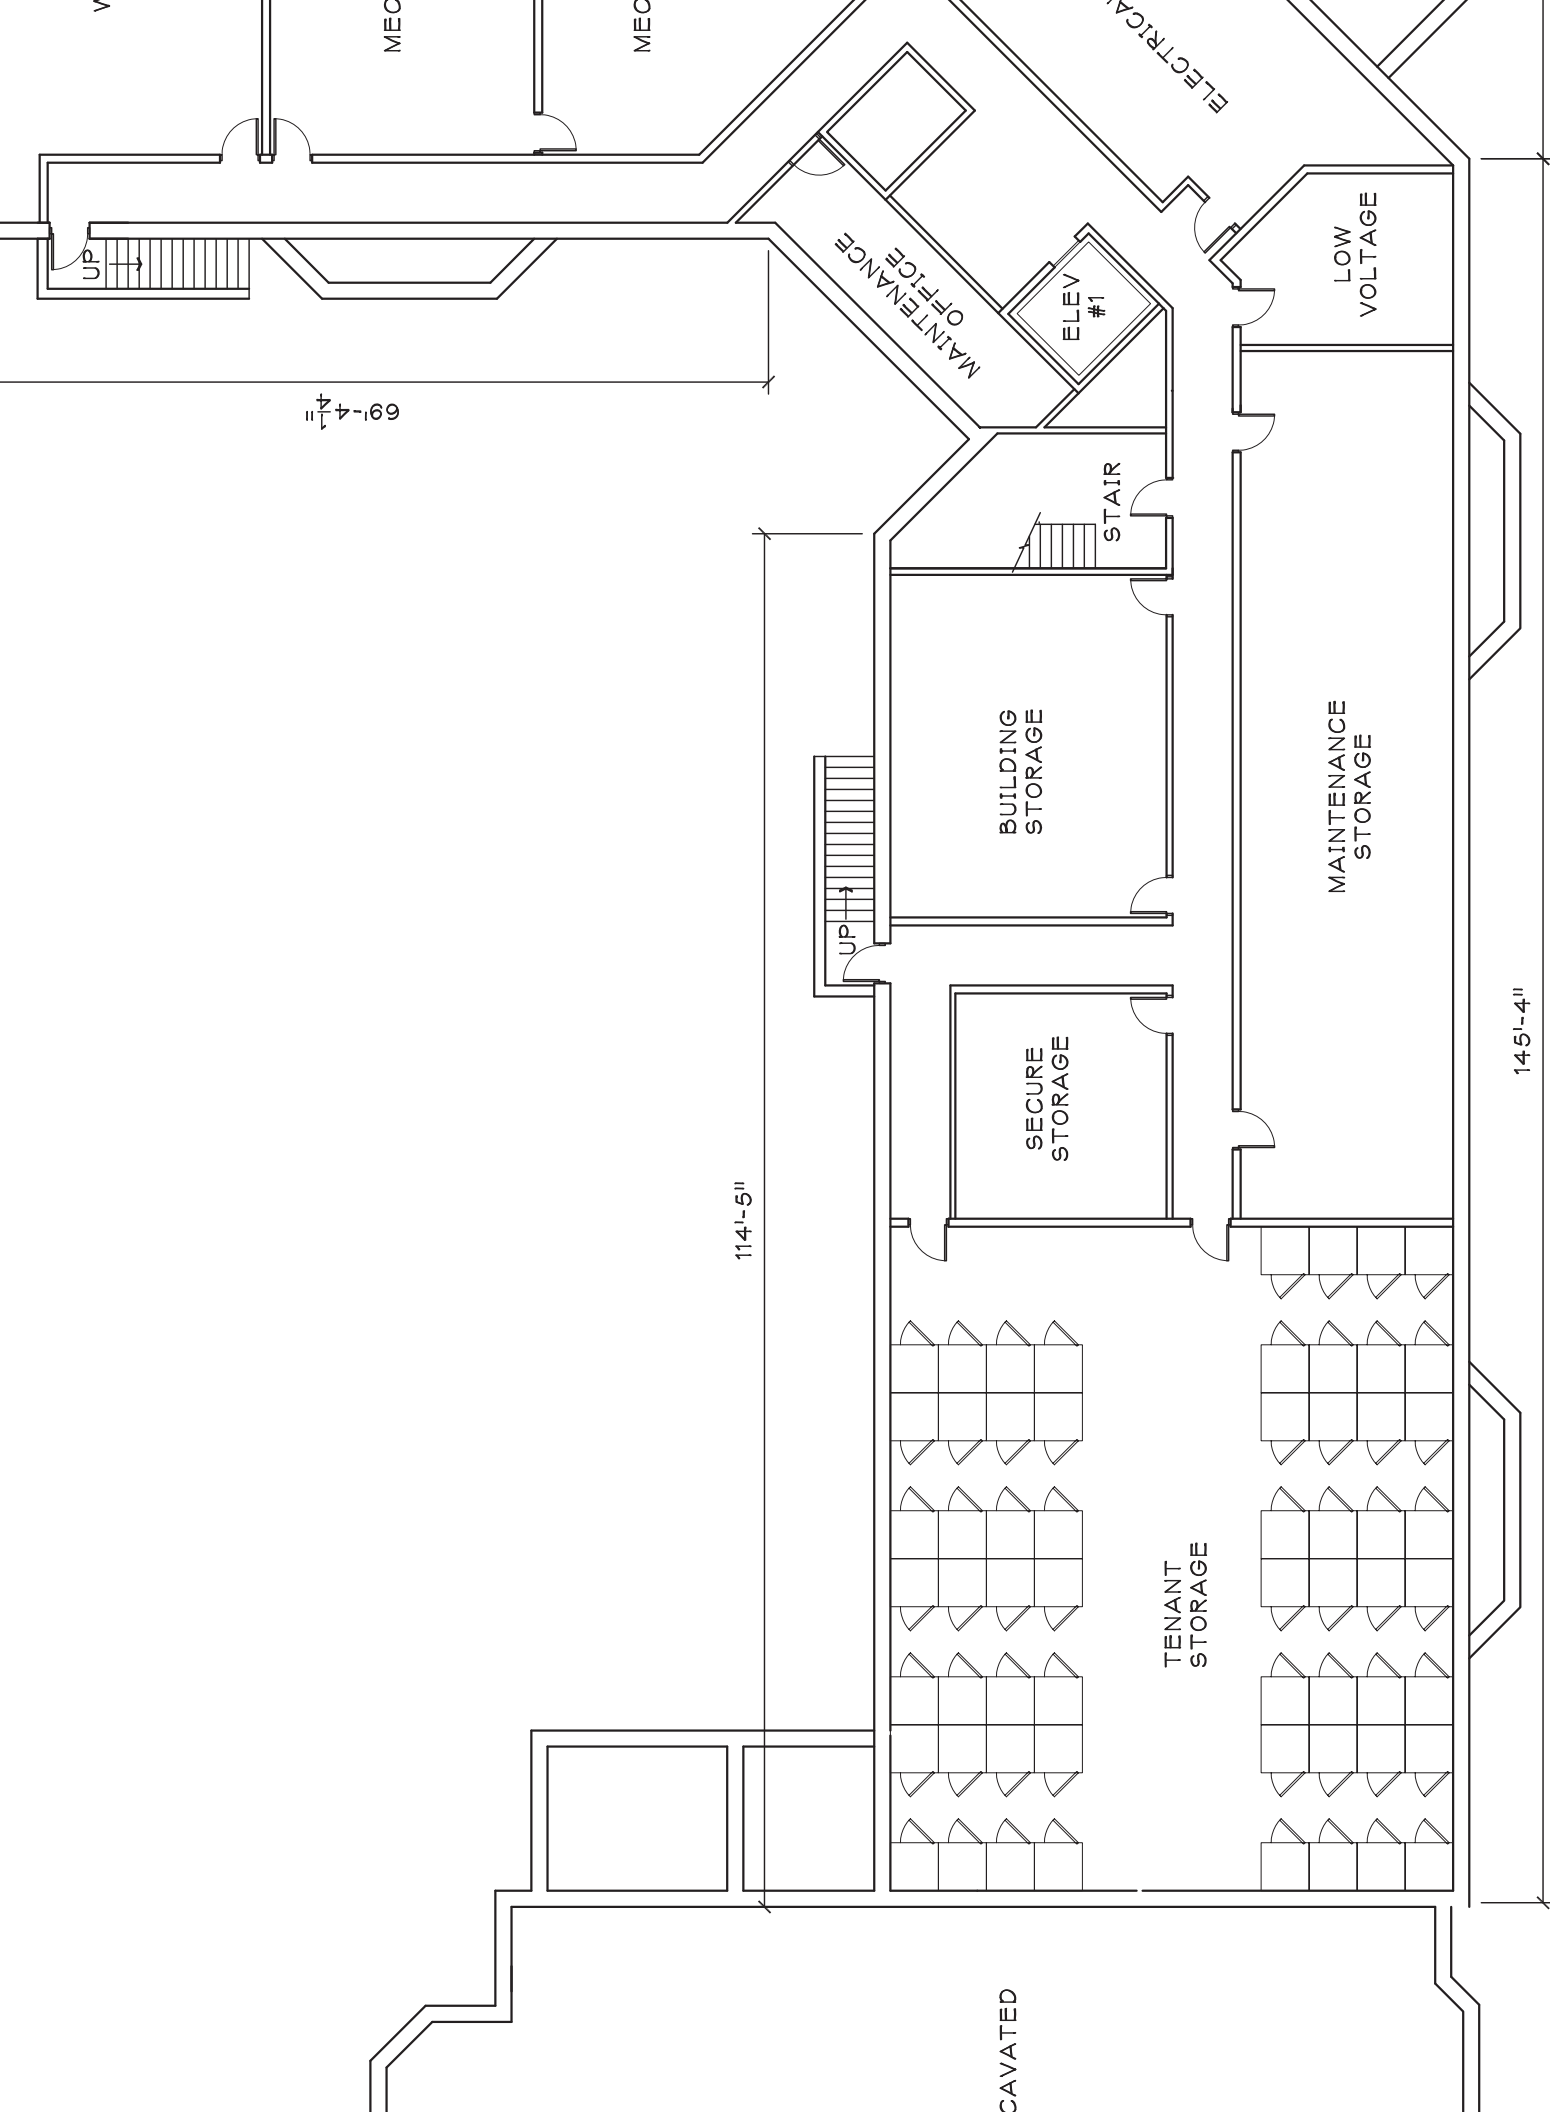 MEC
MEC
ELECTRICA
UP
MAINTENANCE
OFFICE
ELEV
#1
LOW
VOLTAGE
69'-4 1/4"
STAIR
BUILDING
STORAGE
MAINTENANCE
STORAGE
UP
SECURE
STORAGE
145'-4"
114'-5"
TENANT
STORAGE
CAVATED